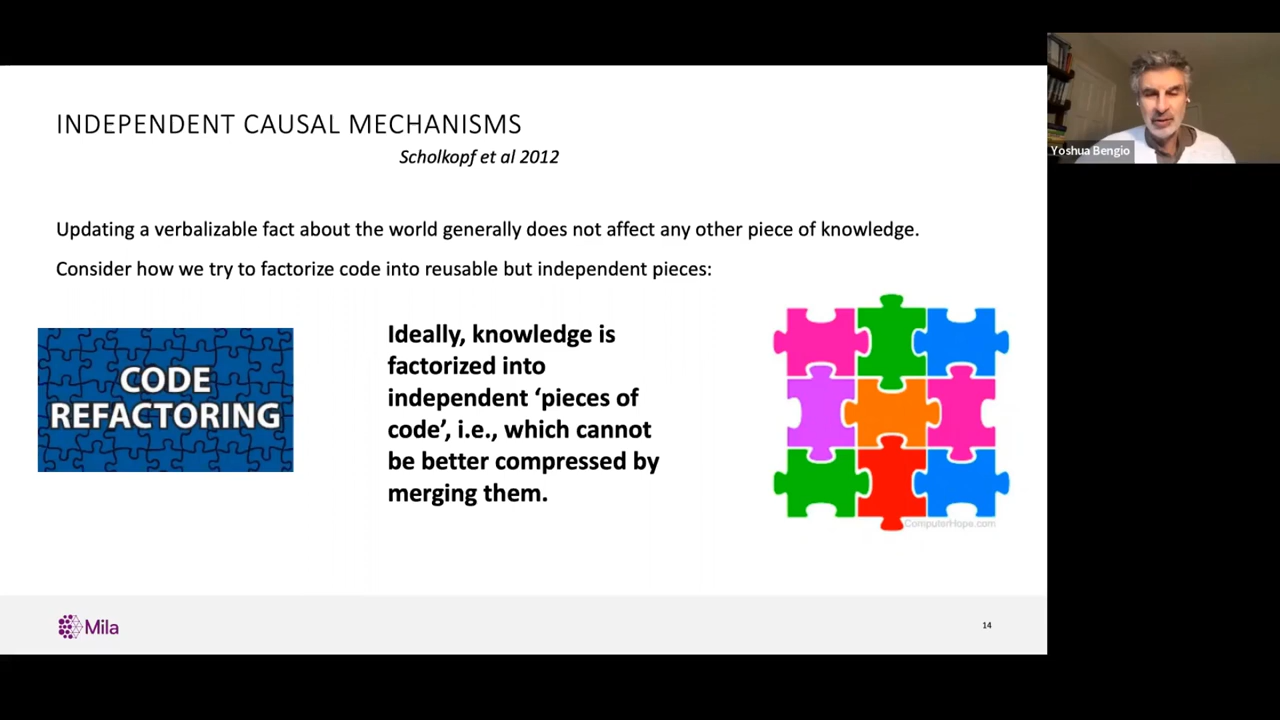 INDEPENDENT CAUSAL MECHANISMS
Scholkopf et al 2012
Updating a verbalizable fact about the world generally does not affect any other piece of knowledge.
Consider how we try to factorize code into reusable but independent pieces:
CODE
REFACTORING
Ideally, knowledge is
factorized into
independent ‘pieces of
code’, i.e., which cannot
be better compressed by
merging them.
ComputerHope.com
Mila
14
Yoshua Bengio